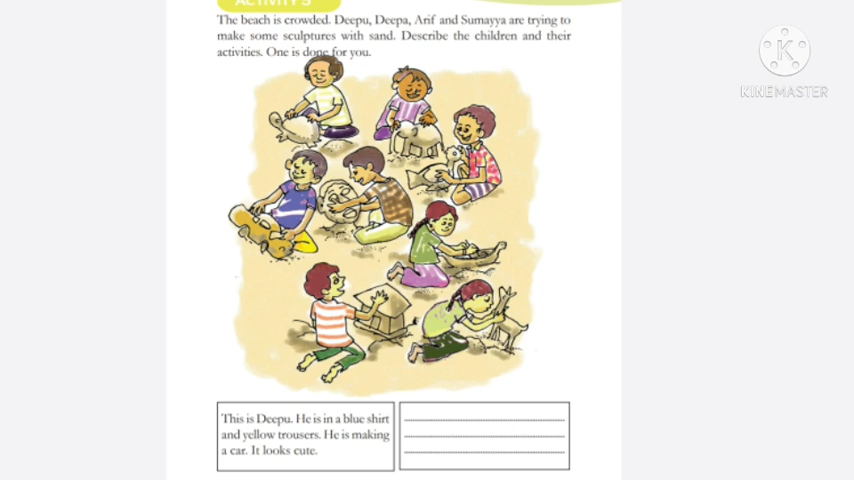 ACTIVITY 5
The beach is crowded. Deepu, Deepa, Arif and Sumayya are trying to
make some sculptures with sand. Describe the children and their
activities. One is done for you.
KINEMASTER
This is Deepu. He is in a blue shirt
and yellow trousers. He is making
a car. It looks cute.